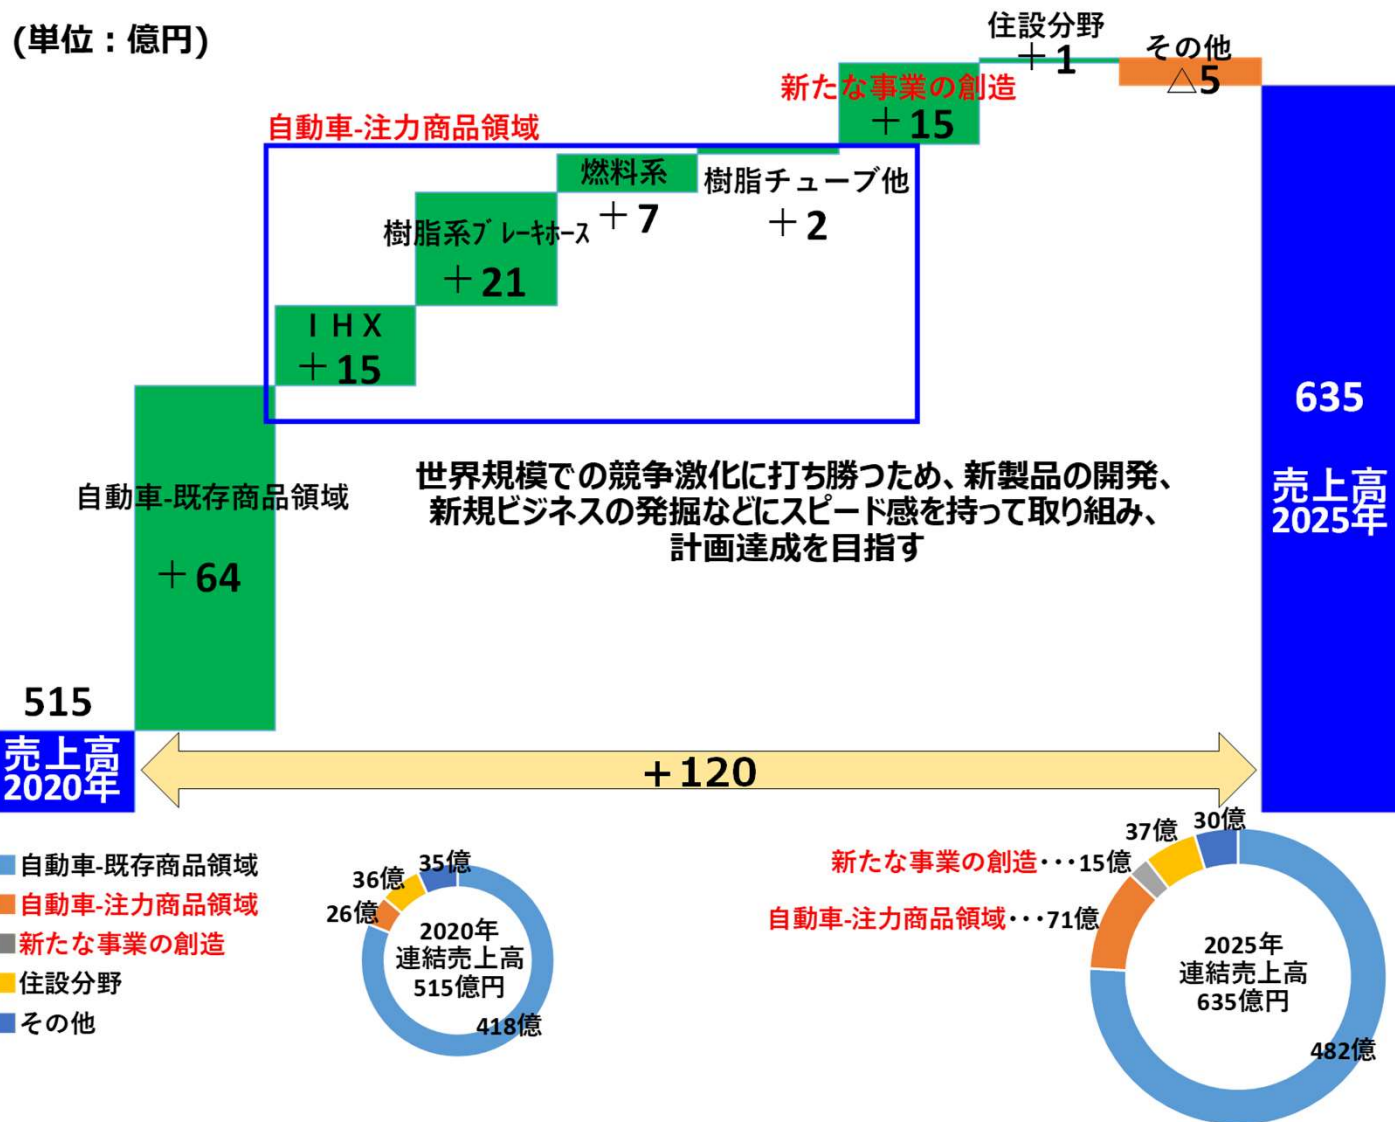 (単位：億円)
住設分野
＋1
その他
△5
新たな事業の創造
＋15
自動車-注力商品領域
燃料系
＋7
樹脂チューブ他
＋2
樹脂系ブレーキホース
＋21
ＩＨＸ
＋15
自動車-既存商品領域
＋64
世界規模での競争激化に打ち勝つため、新製品の開発、
新規ビジネスの発掘などにスピード感を持って取り組み、
計画達成を目指す
635
売上高
2025年
515
売上高
2020年
＋120
自動車-既存商品領域
自動車-注力商品領域
新たな事業の創造
住設分野
その他
35億
36億
26億
2020年
連結売上高
515億円
418億
30億
37億
新たな事業の創造･･･15億
自動車-注力商品領域･･･71億
2025年
連結売上高
635億円
482億